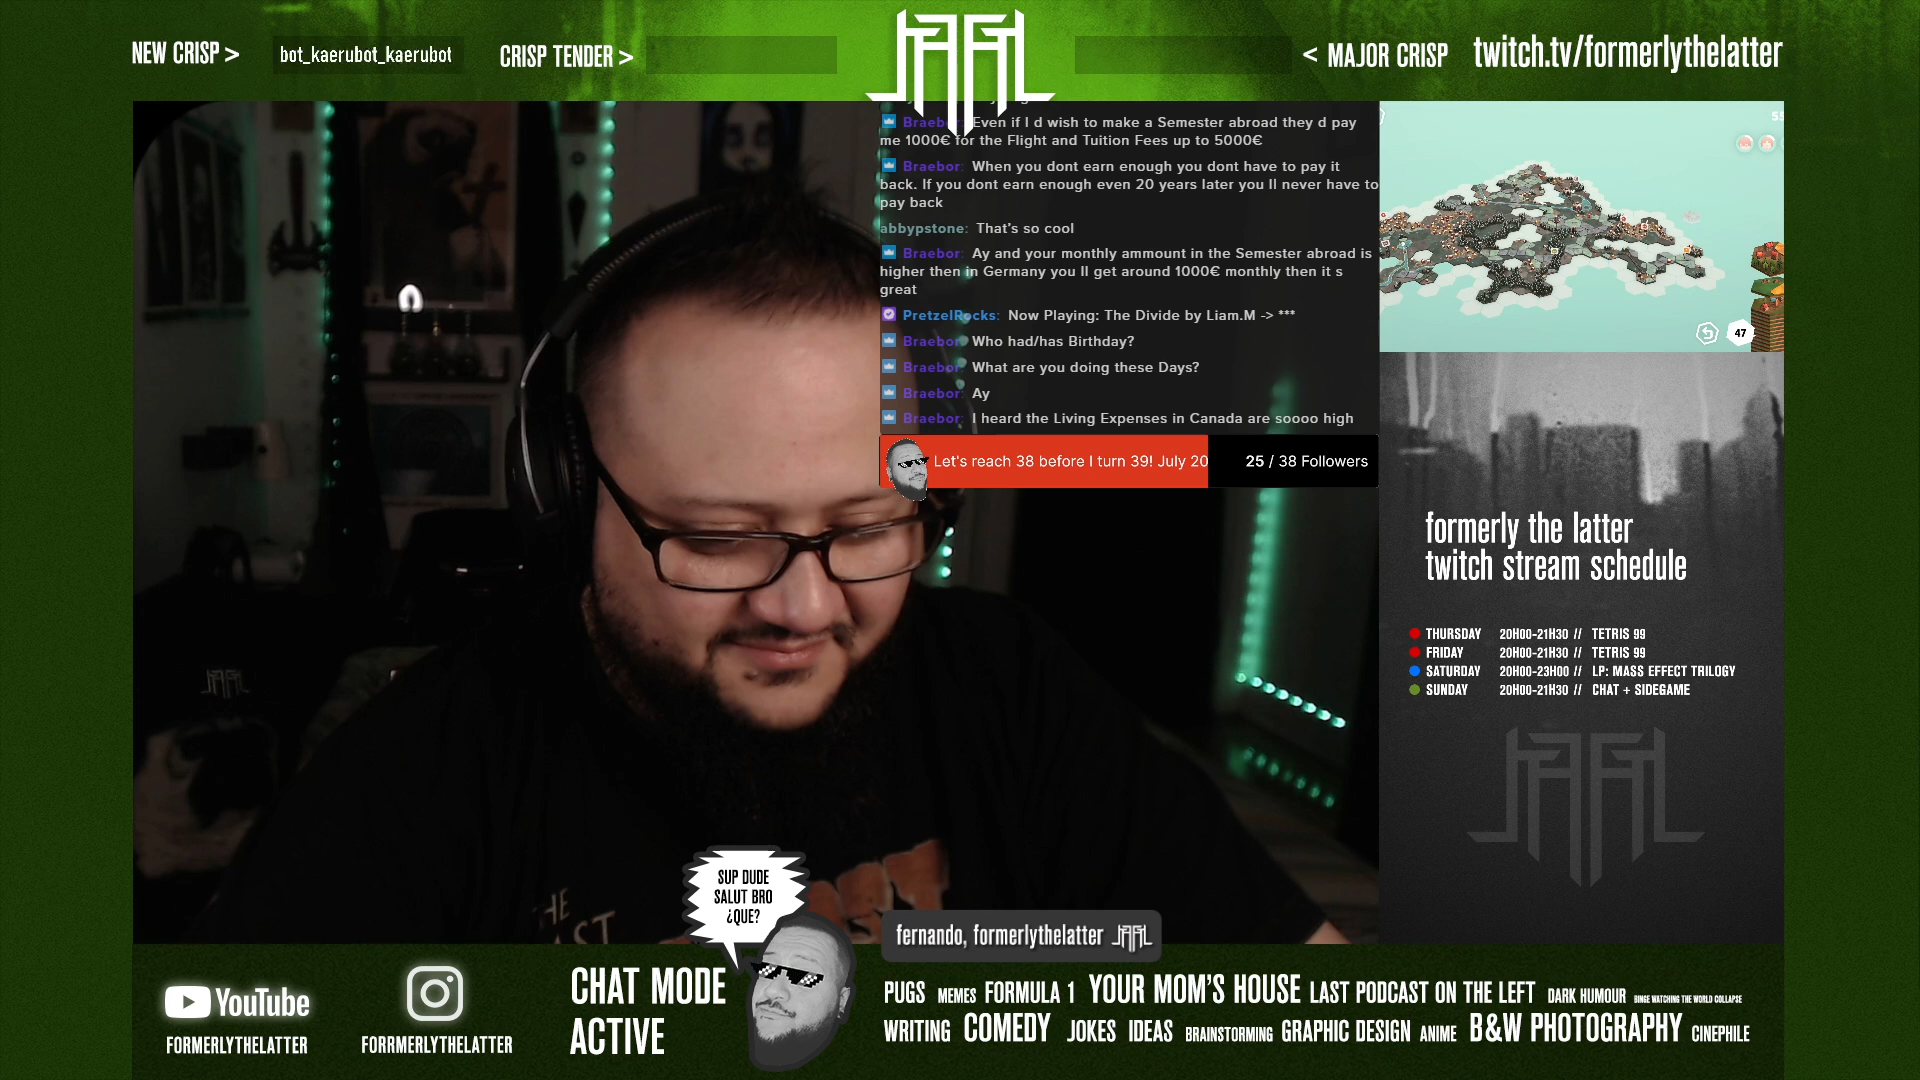 NEW CRISP >
bot_kaerubot_kaerubot
CRISP TENDER >
< MAJOR CRISP
twitch.tv/formerlythelatter
Braebor: Even if I d wish to make a Semester abroad they d pay
me 1000€ for the Flight and Tuition Fees up to 5000€
Braebor: When you dont earn enough you dont have to pay it
back. If you dont earn enough even 20 years later you ll never have to
pay back
abbypstone: That's so cool
Braebor: Ay and your monthly ammount in the Semester abroad is
higher then in Germany you ll get around 1000€ monthly then it s
great
PretzelRocks: Now Playing: The Divide by Liam.M -> ***
Braebor: Who had/has Birthday?
Braebor: What are you doing these Days?
Braebor: Ay
Braebor: I heard the Living Expenses in Canada are soooo high
Let's reach 38 before I turn 39! July 20
25 / 38 Followers
47
formerly the latter
twitch stream schedule
THURSDAY 20H00-21H30 // TETRIS 99
FRIDAY 20H00-21H30 // TETRIS 99
SATURDAY 20H00-23H00 // LP: MASS EFFECT TRILOGY
SUNDAY 20H00-21H30 // CHAT + SIDEGAME
THE
SUP DUDE
SALUT BRO
¿QUE?
fernando, formerlythelatter
YouTube
FORMERLYTHELATTER
FORRMERLYTHELATTER
CHAT MODE
ACTIVE
PUGS MEMES FORMULA 1 YOUR MOM'S HOUSE LAST PODCAST ON THE LEFT DARK HUMOUR BINGE WATCHING THE WORLD COLLAPSE
WRITING COMEDY JOKES IDEAS BRAINSTORMING GRAPHIC DESIGN ANIME B&W PHOTOGRAPHY CINEPHILE